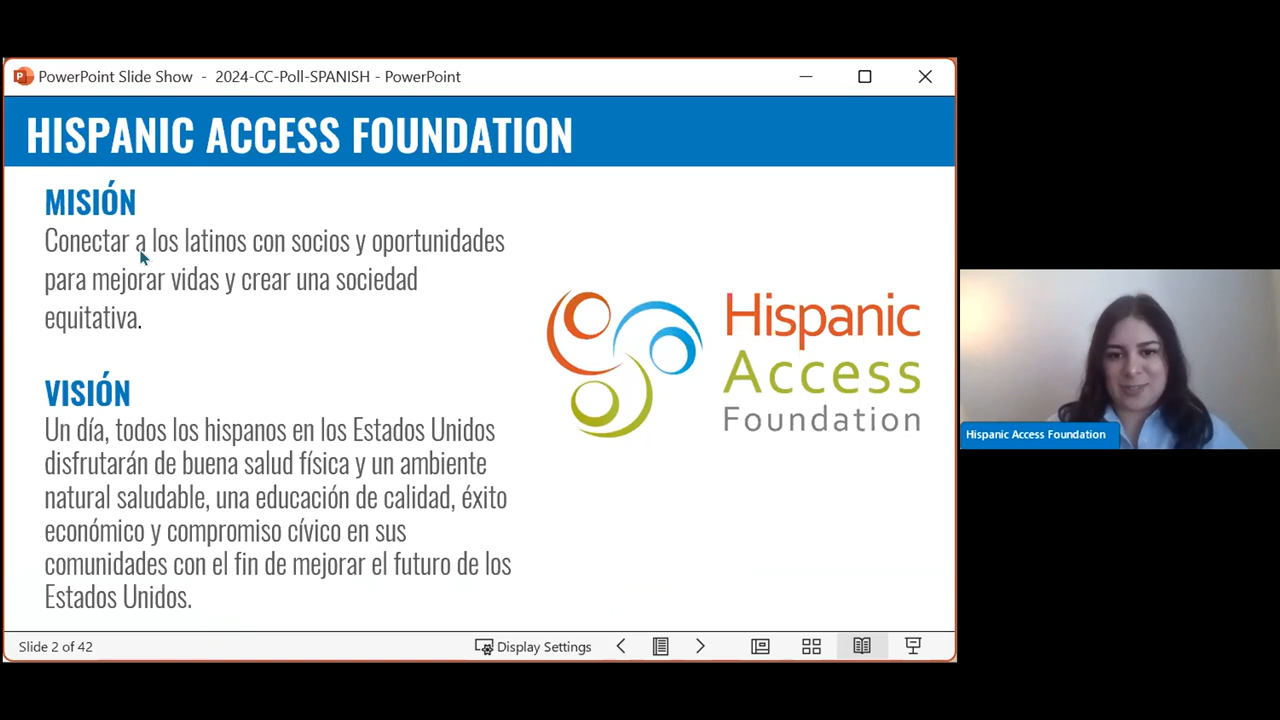 PowerPoint Slide Show - 2024-CC-Poll-SPANISH - PowerPoint
HISPANIC ACCESS FOUNDATION
MISIÓN
Conectar a los latinos con socios y oportunidades
para mejorar vidas y crear una sociedad
equitativa.
VISIÓN
Un día, todos los hispanos en los Estados Unidos
disfrutarán de buena salud física y un ambiente
natural saludable, una educación de calidad, éxito
económico y compromiso cívico en sus
comunidades con el fin de mejorar el futuro de los
Estados Unidos.
Hispanic
Access
Foundation
Hispanic Access Foundation
Slide 2 of 42
Display Settings